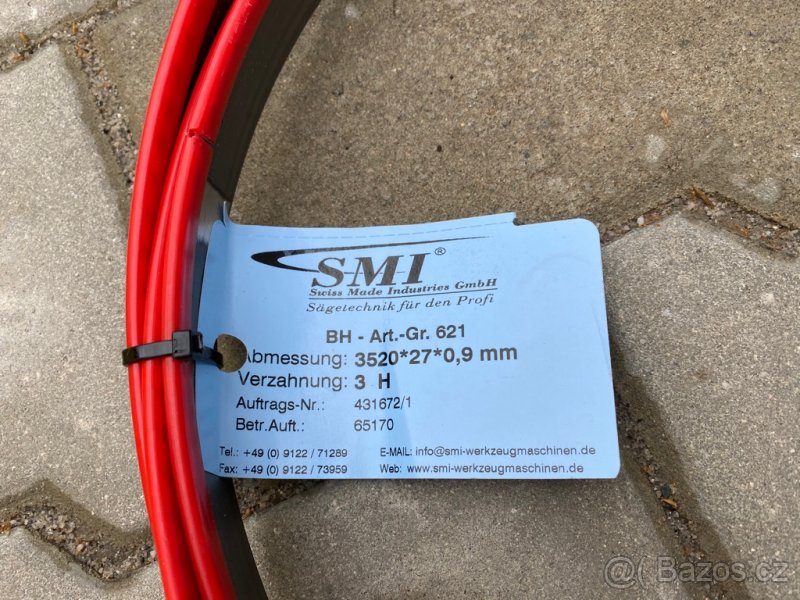 SMI®
Swiss Made Industries GmbH
Sägetechnik für den Profi
BH - Art.-Gr. 621
Abmessung: 3520*27*0,9 mm
Verzahnung: 3 H
Auftrags-Nr.: 431672/1
Betr.Auft.: 65170
Tel.: +49 (0) 9122 / 71289 E-MAIL: info@smi-werkzeugmaschinen.de
Fax: +49 (0) 9122 / 73959 Web: www.smi-werkzeugmaschinen.de
@ Bazos.cz